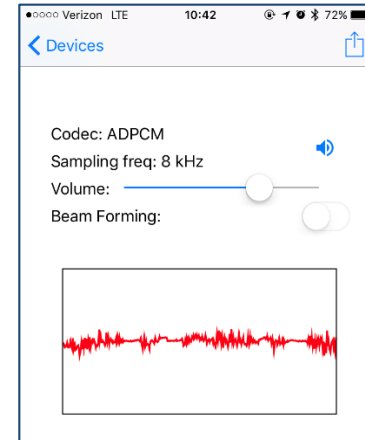 Verizon LTE 10:42 72%
Devices
Codec: ADPCM
Sampling freq: 8 kHz
Volume:
Beam Forming: